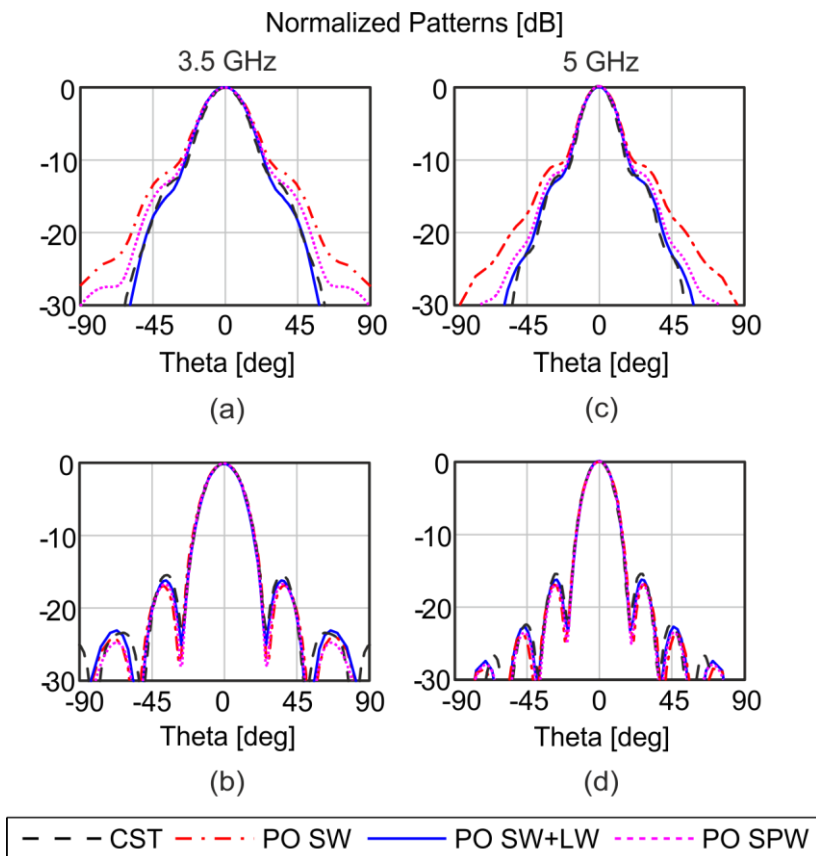 Normalized Patterns [dB]
3.5 GHz
5 GHz
0
-10
-20
-30
-90 -45 0 45 90
Theta [deg]
(a)
0
-10
-20
-30
-90 -45 0 45 90
Theta [deg]
(c)
0
-10
-20
-30
-90 -45 0 45 90
Theta [deg]
(b)
0
-10
-20
-30
-90 -45 0 45 90
Theta [deg]
(d)
CST PO SW PO SW+LW PO SPW